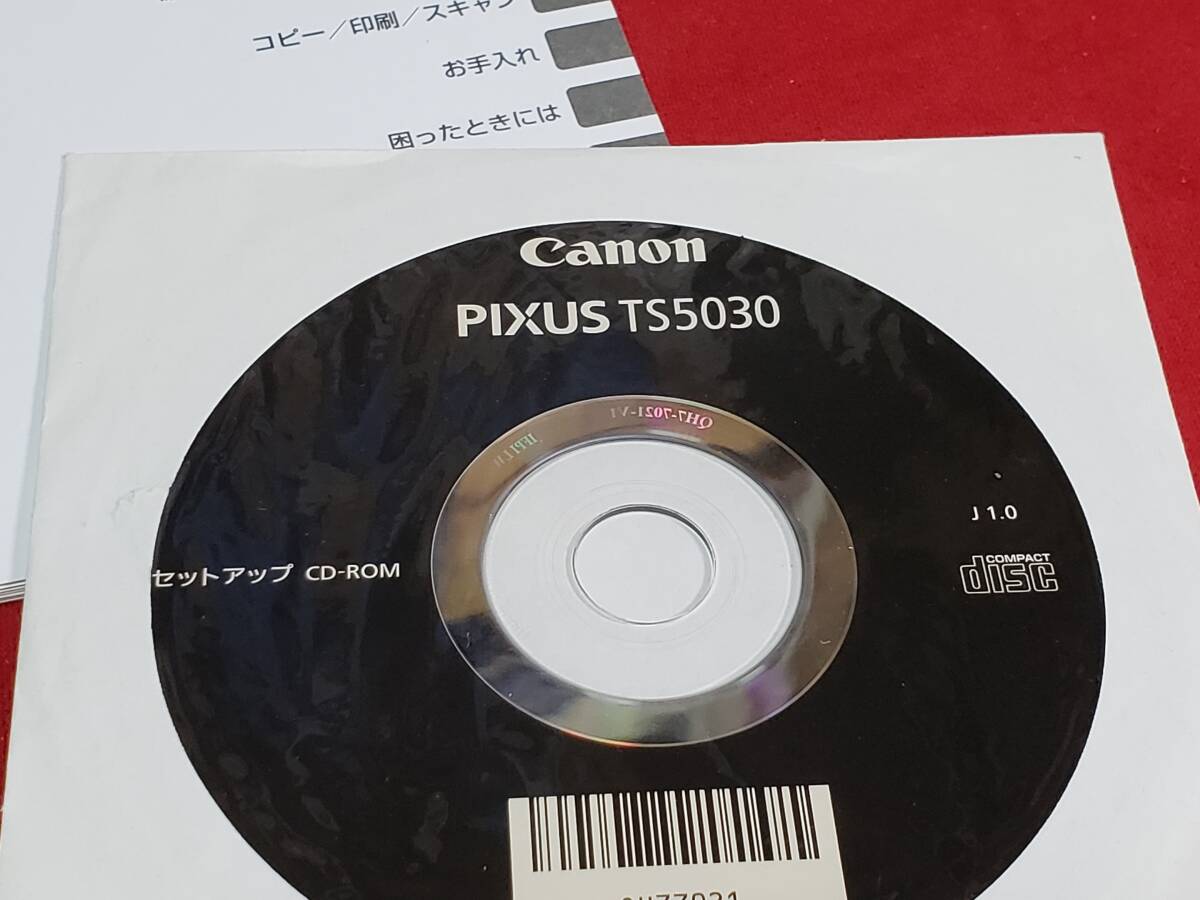 コピー／印刷／スキャン
お手入れ
困ったときには
Canon
PIXUS TS5030
QH7-7021-V1
IFPI
J 1.0
セットアップ CD-ROM
COMPACT
disc
QH77021